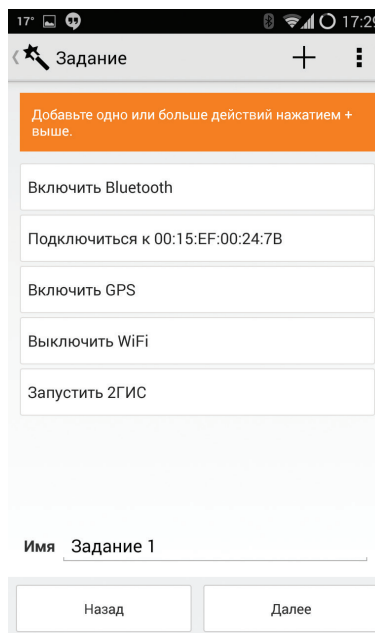 17° 17:29
Задание
Добавьте одно или больше действий нажатием +
выше.
Включить Bluetooth
Подключиться к 00:15:EF:00:24:7B
Включить GPS
Выключить WiFi
Запустить 2ГИС
Имя Задание 1
Назад Далее